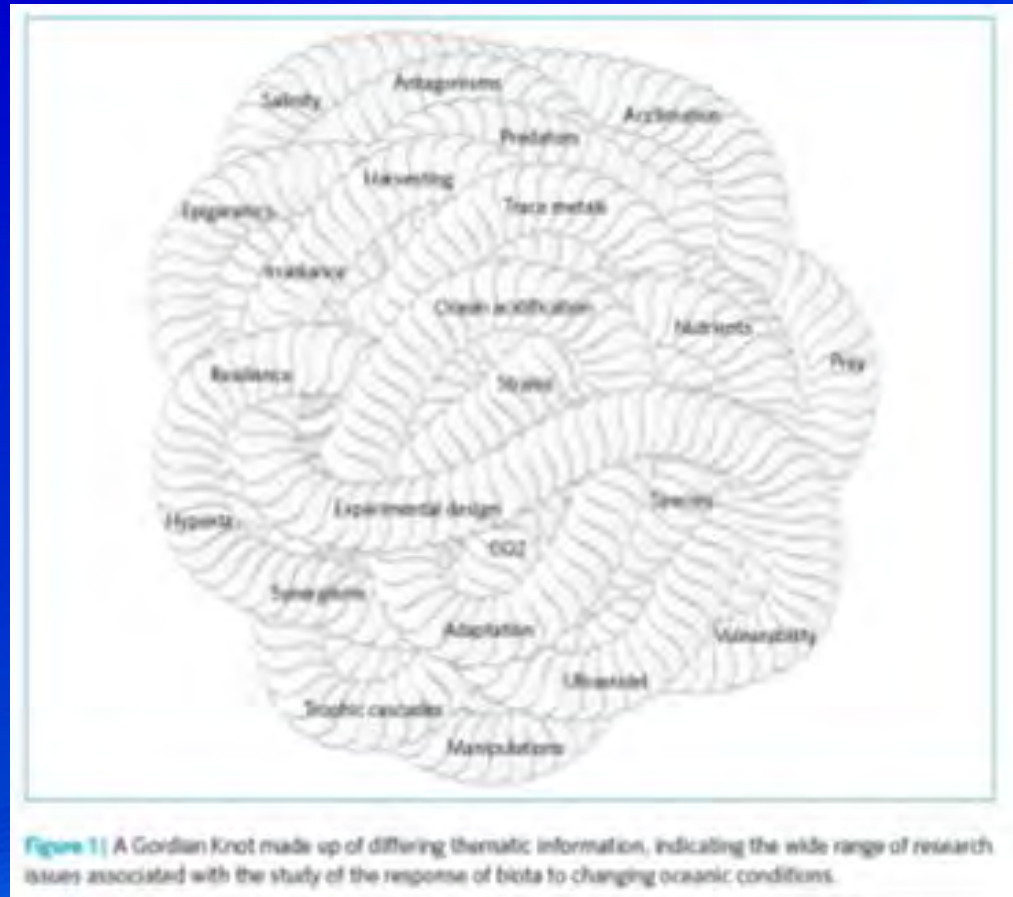 Antagonisms
Salinity
Acclimation
Predation
Harvesting
Trace metals
Epigenetics
Irradiance
Ocean acidification
Nutrients
Prey
Resilience
Strains
Experimental design
Species
Hypoxia
CO2
Synergisms
Adaptation
Vulnerability
Ultraviolet
Trophic cascades
Manipulations
Figure 1 | A Gordian Knot made up of differing thematic information, indicating the wide range of research
issues associated with the study of the response of biota to changing oceanic conditions.